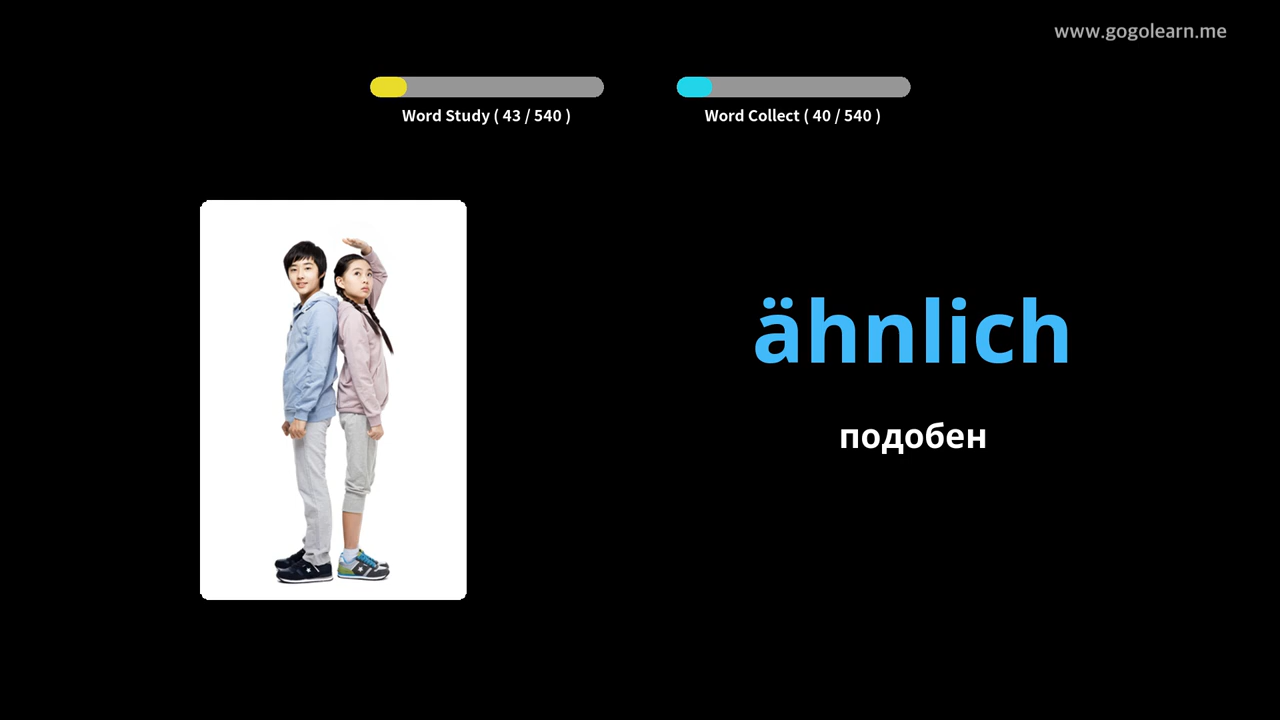 www.gogolearn.me
Word Study ( 43 / 540 )
Word Collect ( 40 / 540 )
ähnlich
подобен